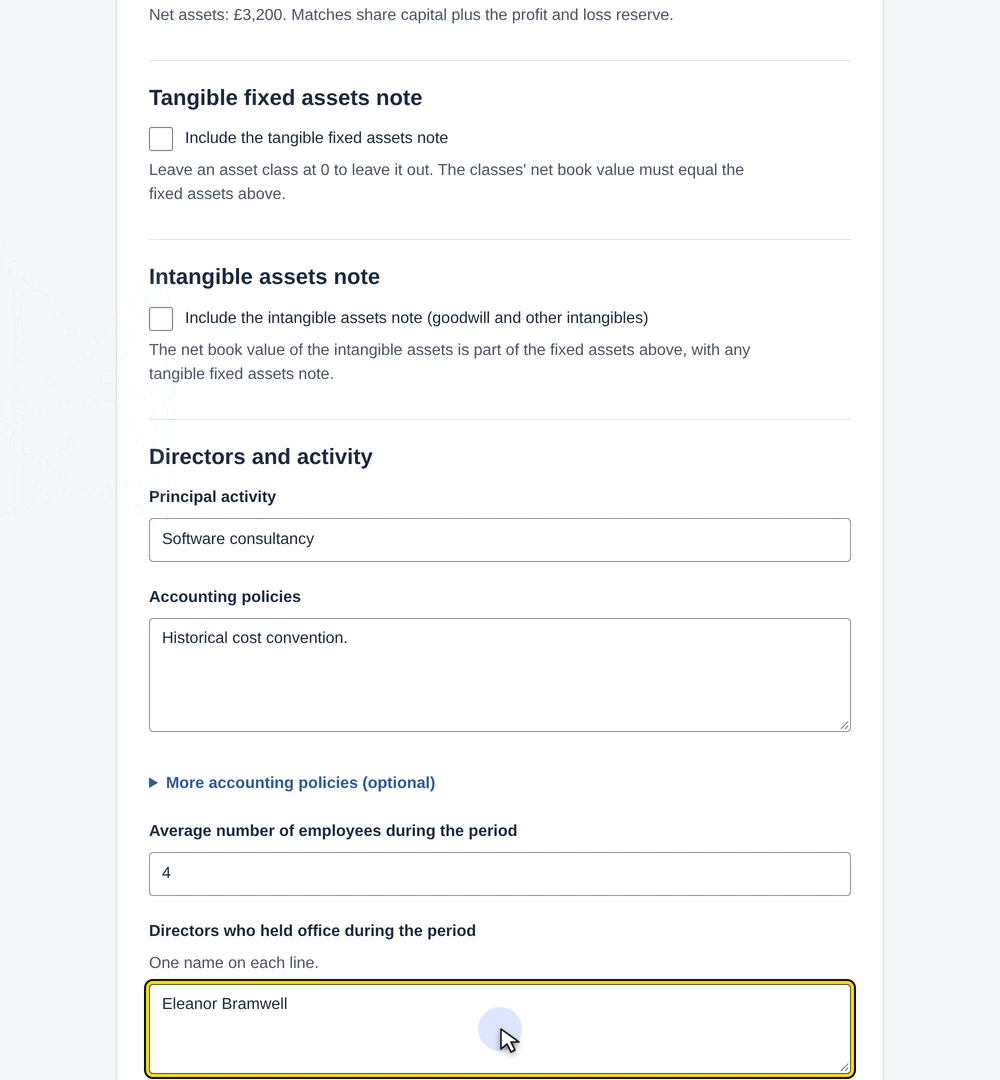 Net assets: £3,200. Matches share capital plus the profit and loss reserve.
Tangible fixed assets note
Include the tangible fixed assets note
Leave an asset class at 0 to leave it out. The classes' net book value must equal the
fixed assets above.
Intangible assets note
Include the intangible assets note (goodwill and other intangibles)
The net book value of the intangible assets is part of the fixed assets above, with any
tangible fixed assets note.
Directors and activity
Principal activity
Software consultancy
Accounting policies
Historical cost convention.
More accounting policies (optional)
Average number of employees during the period
4
Directors who held office during the period
One name on each line.
Eleanor Bramwell